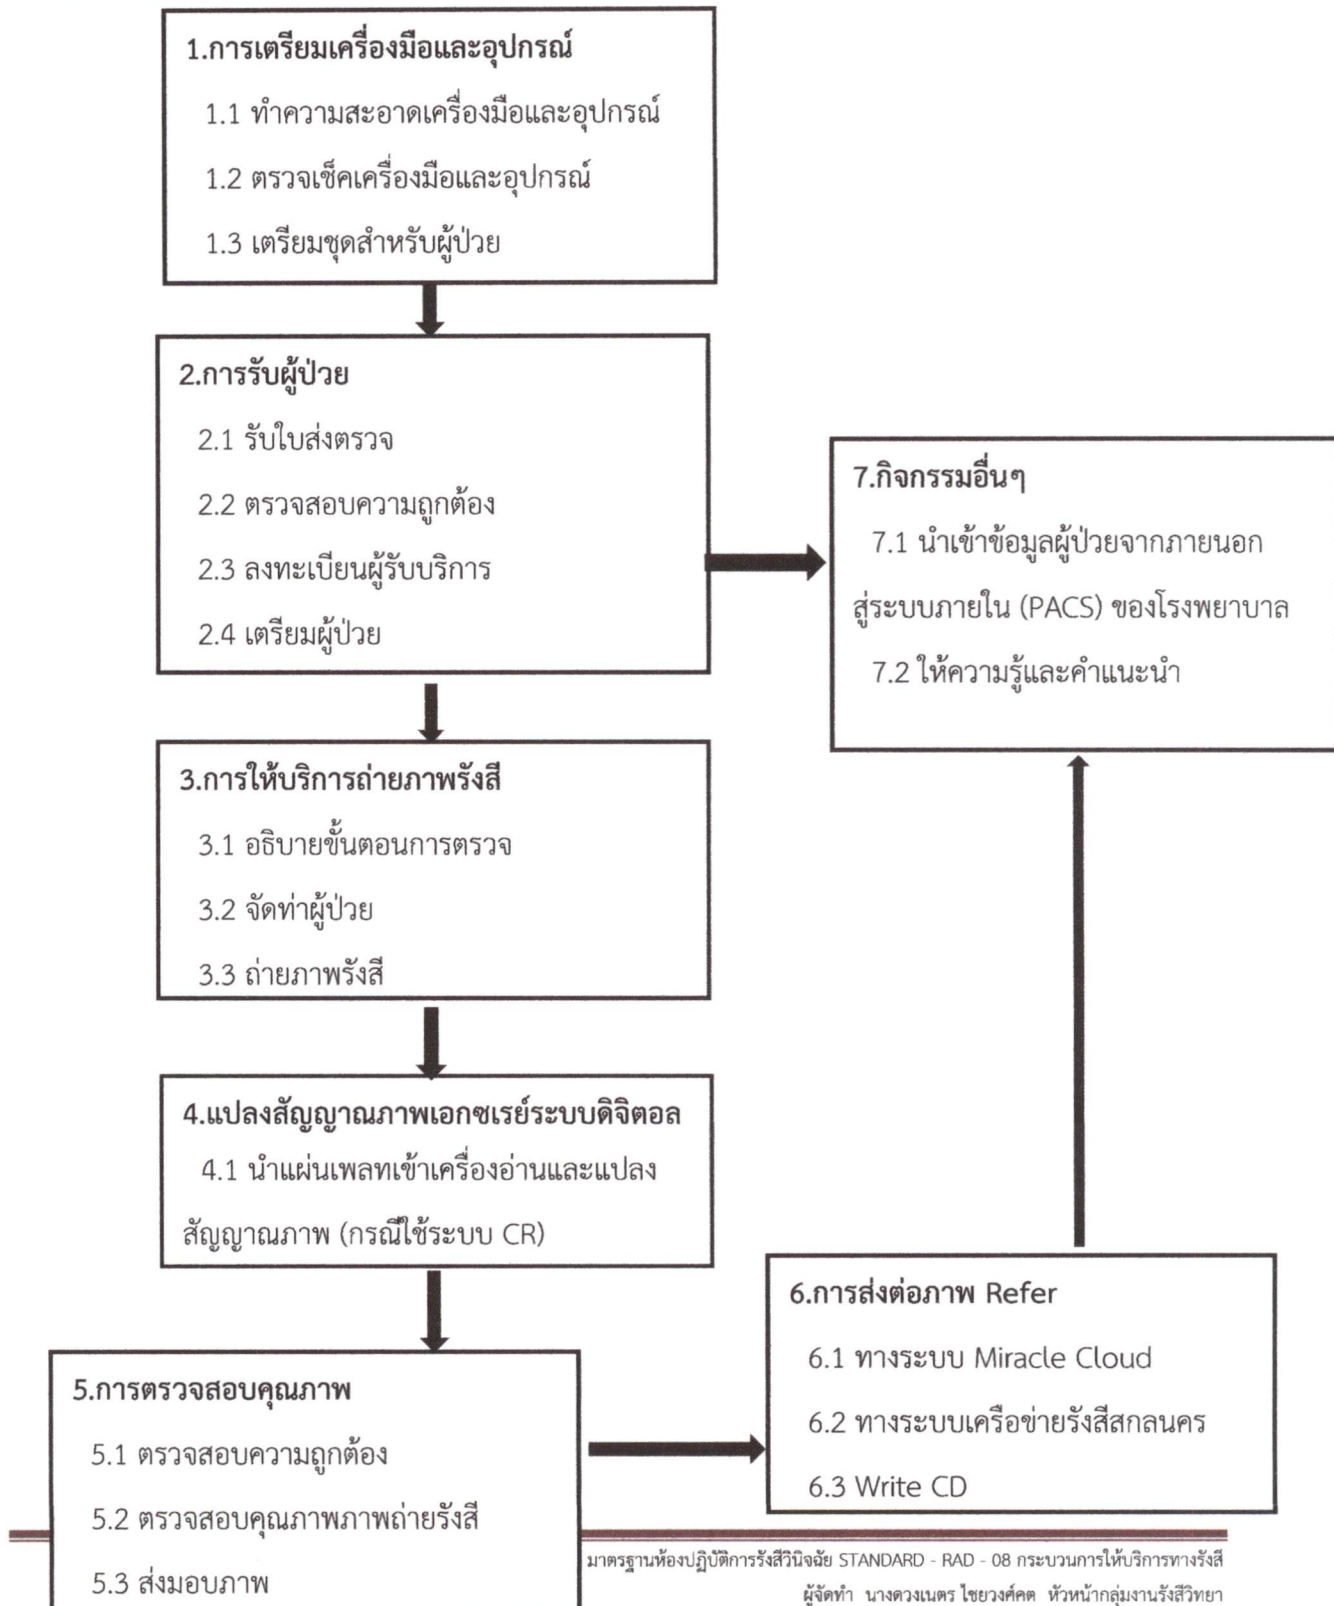 1.การเตรียมเครื่องมือและอุปกรณ์
1.1 ทำความสะอาดเครื่องมือและอุปกรณ์
1.2 ตรวจเช็คเครื่องมือและอุปกรณ์
1.3 เตรียมชุดสำหรับผู้ป่วย
2.การรับผู้ป่วย
2.1 รับใบส่งตรวจ
2.2 ตรวจสอบความถูกต้อง
2.3 ลงทะเบียนผู้รับบริการ
2.4 เตรียมผู้ป่วย
3.การให้บริการถ่ายภาพรังสี
3.1 อธิบายขั้นตอนการตรวจ
3.2 จัดท่าผู้ป่วย
3.3 ถ่ายภาพรังสี
4.แปลงสัญญาณภาพเอกซเรย์ระบบดิจิตอล
4.1 นำแผ่นเพลทเข้าเครื่องอ่านและแปลง
สัญญาณภาพ (กรณีใช้ระบบ CR)
5.การตรวจสอบคุณภาพ
5.1 ตรวจสอบความถูกต้อง
5.2 ตรวจสอบคุณภาพภาพถ่ายรังสี
5.3 ส่งมอบภาพ
6.การส่งต่อภาพ Refer
6.1 ทางระบบ Miracle Cloud
6.2 ทางระบบเครือข่ายรังสีสกลนคร
6.3 Write CD
7.กิจกรรมอื่นๆ
7.1 นำเข้าข้อมูลผู้ป่วยจากภายนอก
สู่ระบบภายใน (PACS) ของโรงพยาบาล
7.2 ให้ความรู้และคำแนะนำ
มาตรฐานห้องปฏิบัติการรังสีวินิจฉัย STANDARD - RAD - 08 กระบวนการให้บริการทางรังสี
ผู้จัดทำ นางดวงเนตร ไชยวงศ์คต หัวหน้ากลุ่มงานรังสีวิทยา